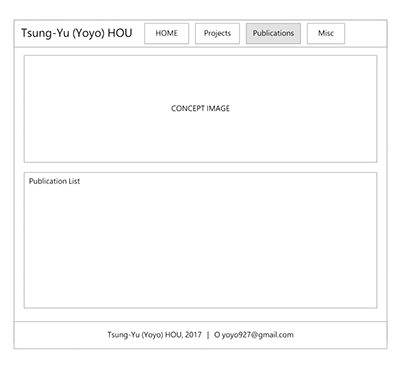 Tsung-Yu (Yoyo) HOU HOME Projects Publications Misc
CONCEPT IMAGE
Publication List
Tsung-Yu (Yoyo) HOU, 2017 | O yoyo927@gmail.com